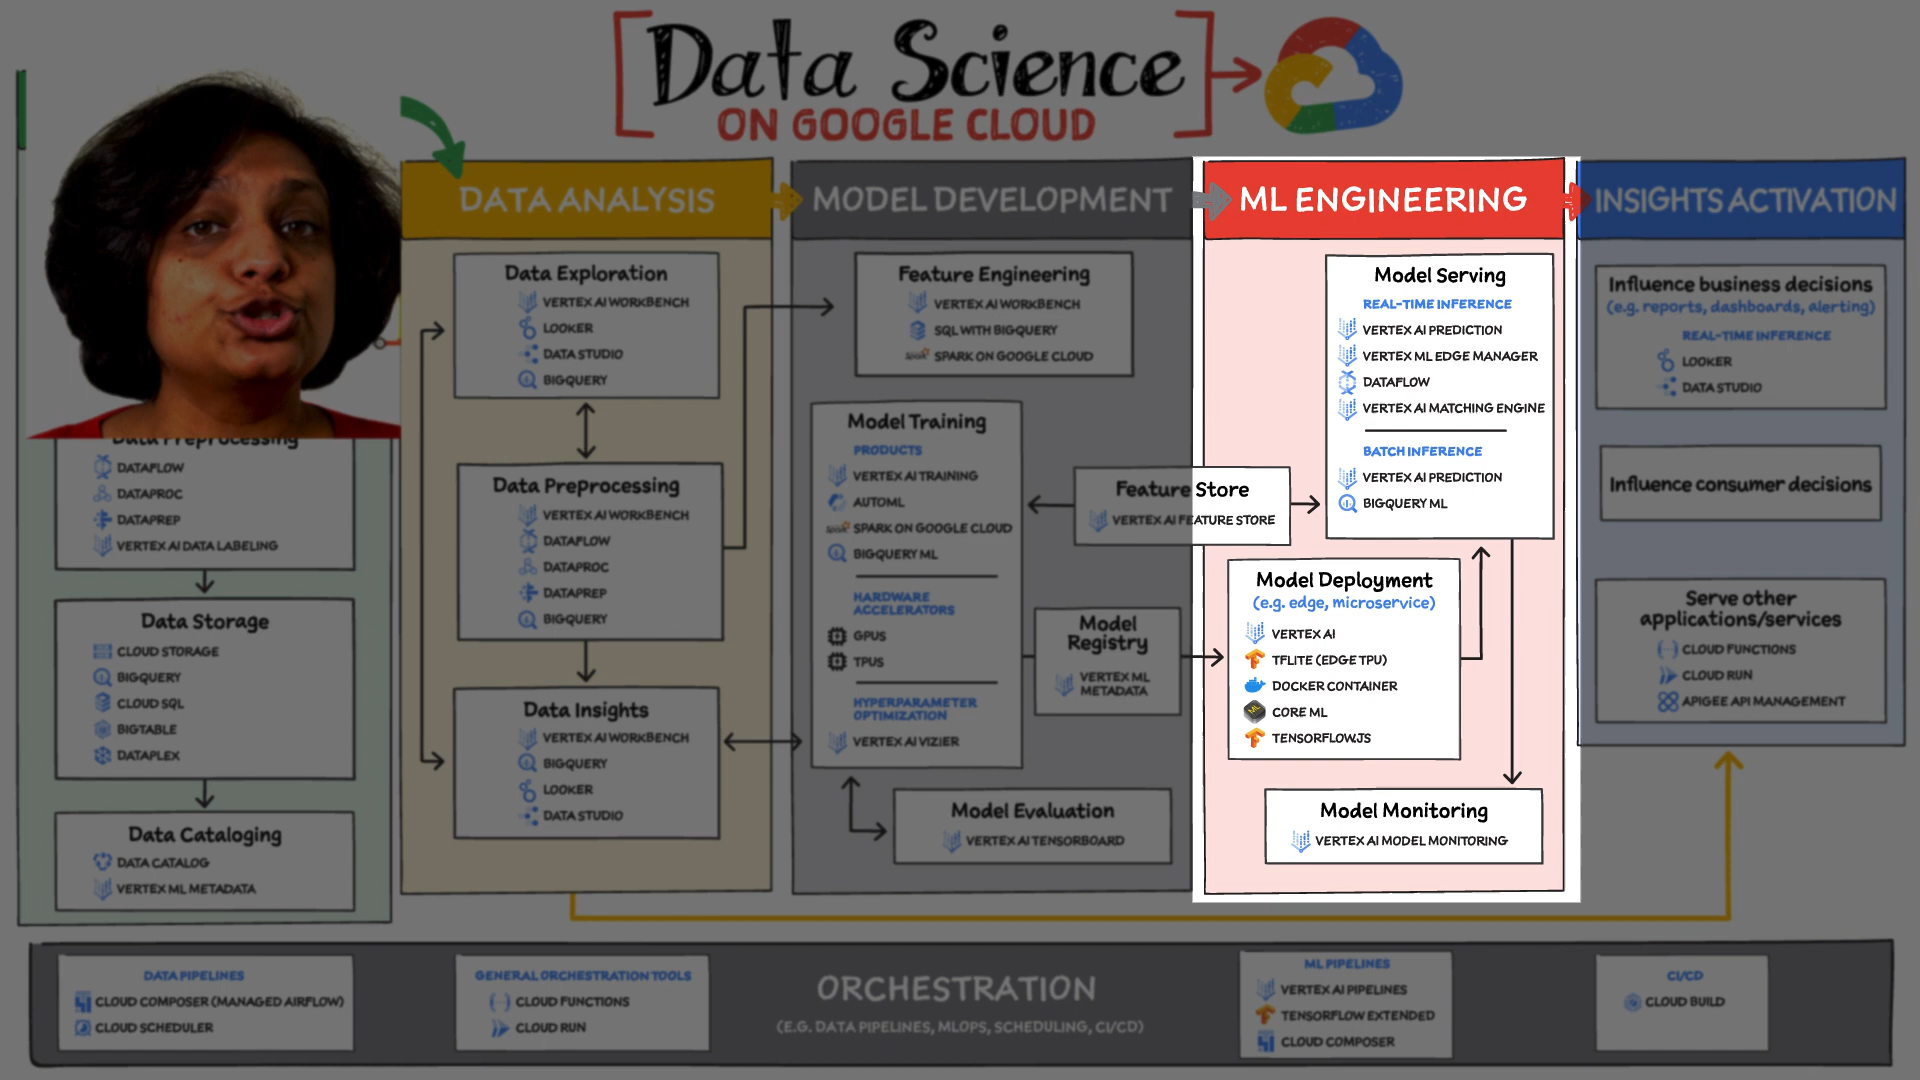 Data Science
ON GOOGLE CLOUD
Data Preprocessing
DATAFLOW
DATAPROC
DATAPREP
VERTEX AI DATA LABELING
Data Storage
CLOUD STORAGE
BIGQUERY
CLOUD SQL
BIGTABLE
DATAPLEX
Data Cataloging
DATA CATALOG
VERTEX ML METADATA
DATA ANALYSIS
Data Exploration
VERTEX AI WORKBENCH
LOOKER
DATA STUDIO
BIGQUERY
Data Preprocessing
VERTEX AI WORKBENCH
DATAFLOW
DATAPROC
DATAPREP
BIGQUERY
Data Insights
VERTEX AI WORKBENCH
BIGQUERY
LOOKER
DATA STUDIO
MODEL DEVELOPMENT
Feature Engineering
VERTEX AI WORKBENCH
SQL WITH BIGQUERY
Spark SPARK ON GOOGLE CLOUD
Model Training
PRODUCTS
VERTEX AI TRAINING
AUTOML
Spark SPARK ON GOOGLE CLOUD
BIGQUERY ML
HARDWARE
ACCELERATORS
GPUS
TPUS
HYPERPARAMETER
OPTIMIZATION
VERTEX AI VIZIER
Feature Store
VERTEX AI FEATURE STORE
Model
Registry
VERTEX ML
METADATA
Model Evaluation
VERTEX AI TENSORBOARD
ML ENGINEERING
Model Serving
REAL-TIME INFERENCE
VERTEX AI PREDICTION
VERTEX ML EDGE MANAGER
DATAFLOW
VERTEX AI MATCHING ENGINE
BATCH INFERENCE
VERTEX AI PREDICTION
BIGQUERY ML
Model Deployment
(e.g. edge, microservice)
VERTEX AI
TFLITE (EDGE TPU)
DOCKER CONTAINER
ML CORE ML
TENSORFLOW.JS
Model Monitoring
VERTEX AI MODEL MONITORING
INSIGHTS ACTIVATION
Influence business decisions
(e.g. reports, dashboards, alerting)
REAL-TIME INFERENCE
LOOKER
DATA STUDIO
Influence consumer decisions
Serve other
applications/services
CLOUD FUNCTIONS
CLOUD RUN
APIGEE API MANAGEMENT
DATA PIPELINES
CLOUD COMPOSER (MANAGED AIRFLOW)
CLOUD SCHEDULER
GENERAL ORCHESTRATION TOOLS
CLOUD FUNCTIONS
CLOUD RUN
ORCHESTRATION
(E.G. DATA PIPELINES, MLOPS, SCHEDULING, CI/CD)
ML PIPELINES
VERTEX AI PIPELINES
TENSORFLOW EXTENDED
CLOUD COMPOSER
CI/CD
CLOUD BUILD